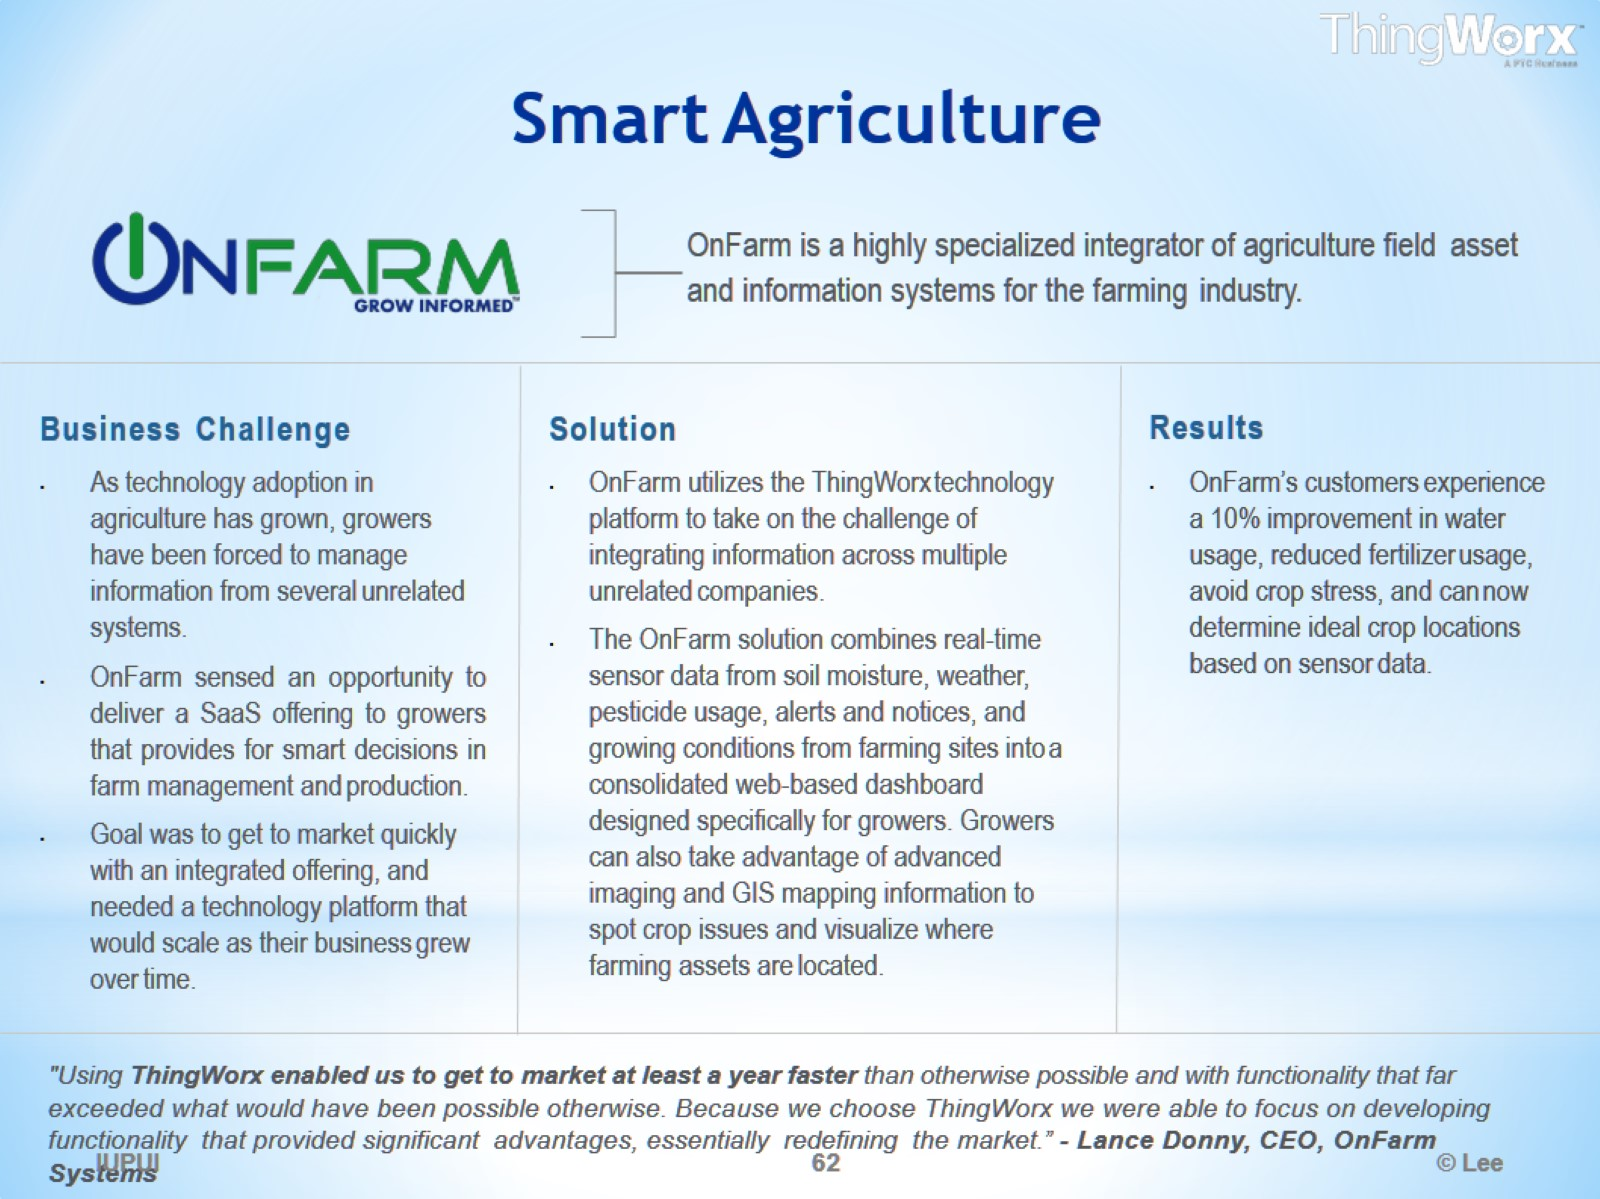 ThingWorx™
A PTC Business
Smart Agriculture
ONFARM
GROW INFORMED™
OnFarm is a highly specialized integrator of agriculture field asset
and information systems for the farming industry.
Business Challenge
. As technology adoption in
agriculture has grown, growers
have been forced to manage
information from several unrelated
systems.
. OnFarm sensed an opportunity to
deliver a SaaS offering to growers
that provides for smart decisions in
farm management and production.
. Goal was to get to market quickly
with an integrated offering, and
needed a technology platform that
would scale as their business grew
over time.
Solution
. OnFarm utilizes the ThingWorx technology
platform to take on the challenge of
integrating information across multiple
unrelated companies.
. The OnFarm solution combines real-time
sensor data from soil moisture, weather,
pesticide usage, alerts and notices, and
growing conditions from farming sites into a
consolidated web-based dashboard
designed specifically for growers. Growers
can also take advantage of advanced
imaging and GIS mapping information to
spot crop issues and visualize where
farming assets are located.
Results
. OnFarm's customers experience
a 10% improvement in water
usage, reduced fertilizer usage,
avoid crop stress, and can now
determine ideal crop locations
based on sensor data.
"Using ThingWorx enabled us to get to market at least a year faster than otherwise possible and with functionality that far
exceeded what would have been possible otherwise. Because we choose ThingWorx we were able to focus on developing
functionality that provided significant advantages, essentially redefining the market.” - Lance Donny, CEO, OnFarm
Systems
IUPUI
62
© Lee